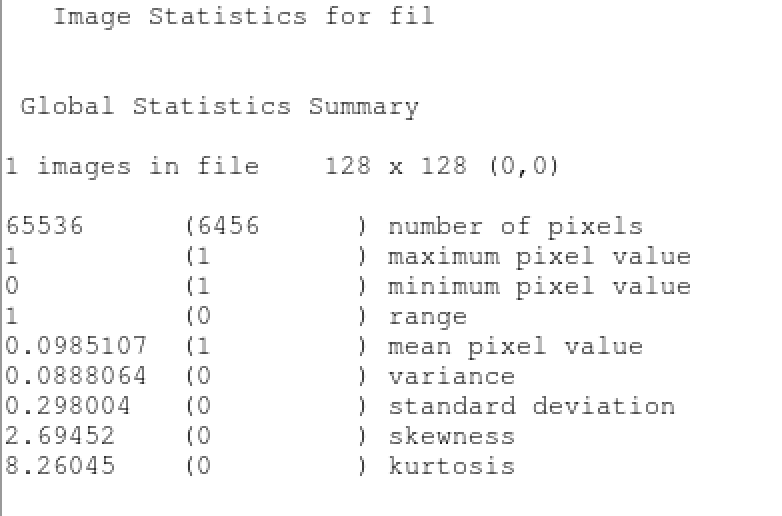 Image Statistics for fil
Global Statistics Summary
1 images in file 128 x 128 (0,0)
65536 (6456 ) number of pixels
1 (1 ) maximum pixel value
0 (1 ) minimum pixel value
1 (0 ) range
0.0985107 (1 ) mean pixel value
0.0888064 (0 ) variance
0.298004 (0 ) standard deviation
2.69452 (0 ) skewness
8.26045 (0 ) kurtosis